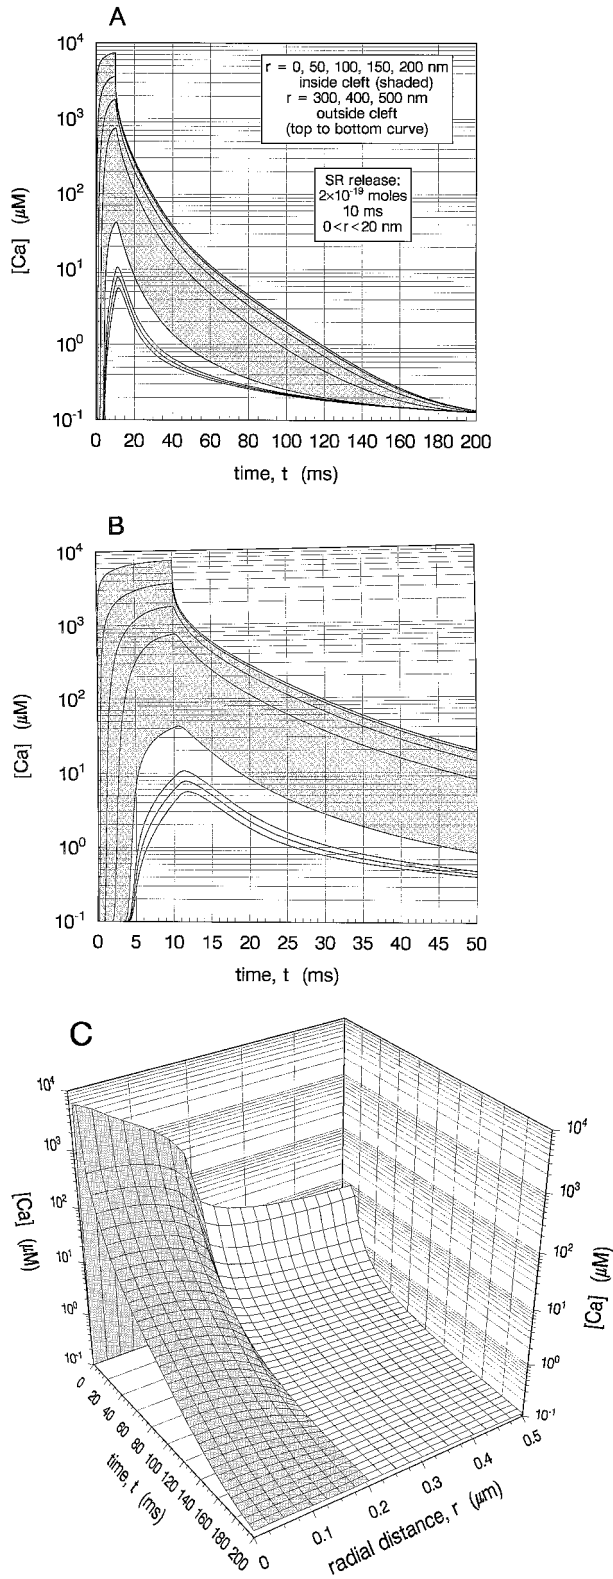 A
10⁴
10³
10²
10¹
10⁰
10⁻¹
[Ca] (μM)
r = 0, 50, 100, 150, 200 nm
inside cleft (shaded)
r = 300, 400, 500 nm
outside cleft
(top to bottom curve)
SR release:
2×10⁻¹⁹ moles
10 ms
0<r<20 nm
0 20 40 60 80 100 120 140 160 180 200
time, t (ms)
B
10⁴
10³
10²
10¹
10⁰
10⁻¹
[Ca] (μM)
0 5 10 15 20 25 30 35 40 45 50
time, t (ms)
C
10⁴
10³
10²
10¹
10⁰
10⁻¹
[Ca] (μM)
10⁴
10³
10²
10¹
10⁰
10⁻¹
[Ca] (μM)
0 20 40 60 80 100 120 140 160 180 200
time, t (ms)
0 0.1 0.2 0.3 0.4 0.5
radial distance, r (μm)